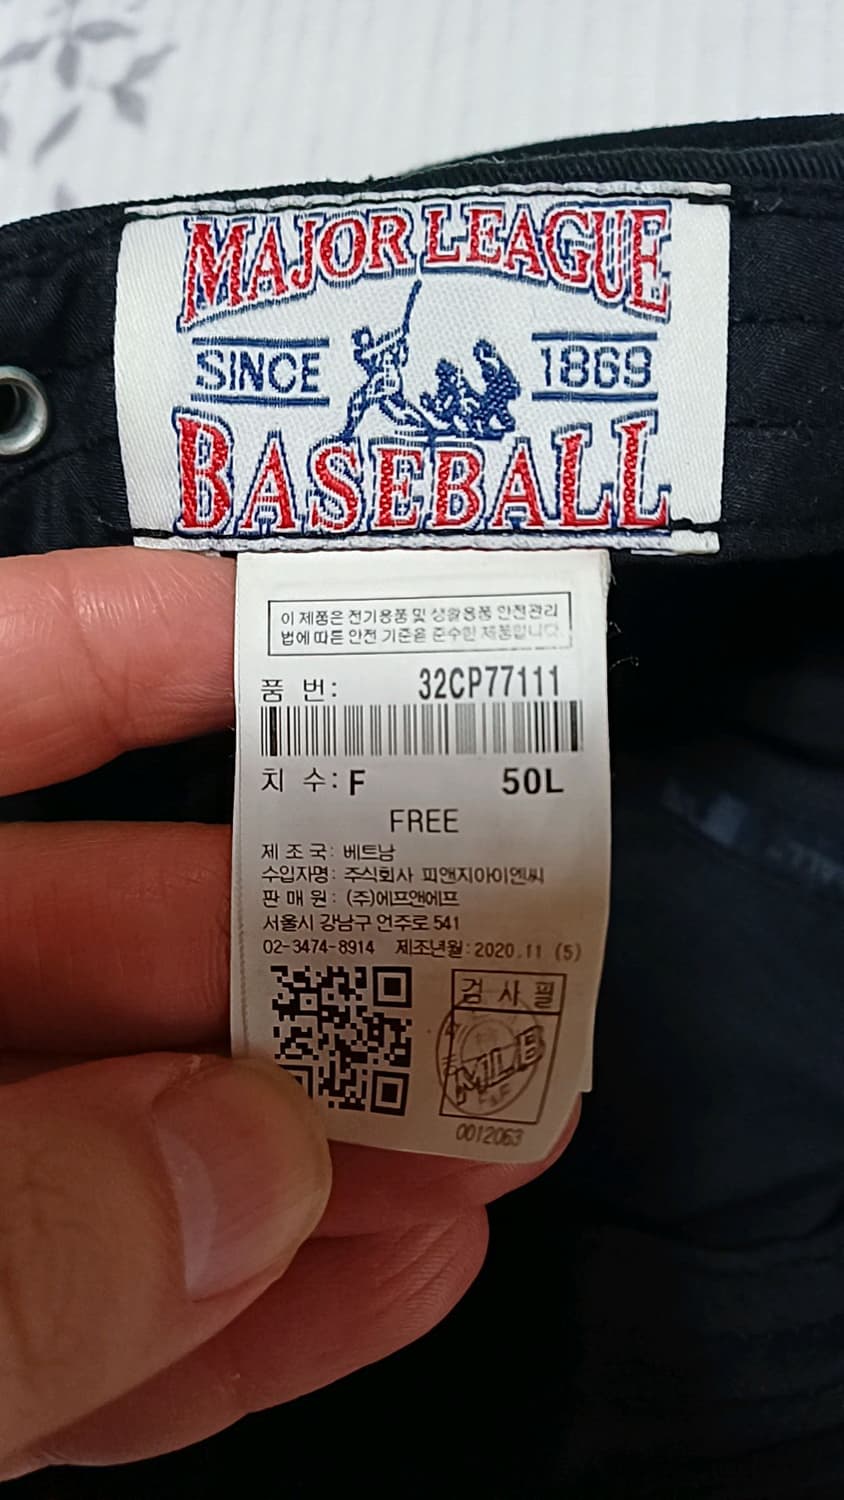 MAJOR LEAGUE
SINCE 1869
BASEBALL
이 제품은 전기용품 및 생활용품 안전관리
법에 따른 안전 기준을 준수한 제품입니다.
품 번: 32CP77111
치 수: F 50L
FREE
제 조 국: 베트남
수입자명: 주식회사 피앤지아이엔씨
판 매 원: (주)에프앤에프
서울시 강남구 언주로 541
02-3474-8914 제조년월: 2020.11 (5)
검 사 필
MLB
F&F
0012063